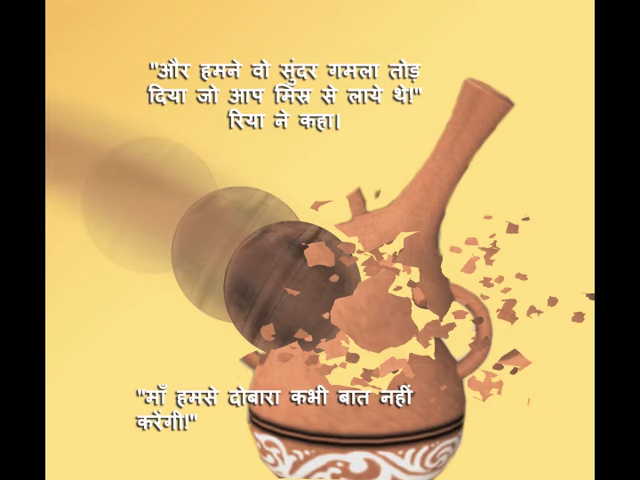 "और हमने वो सुंदर गमला तोड़
दिया जो आप मिस्र से लाये थे!"
रिया ने कहा।
"माँ हमसे दोबारा कभी बात नहीं
करेंगी!"